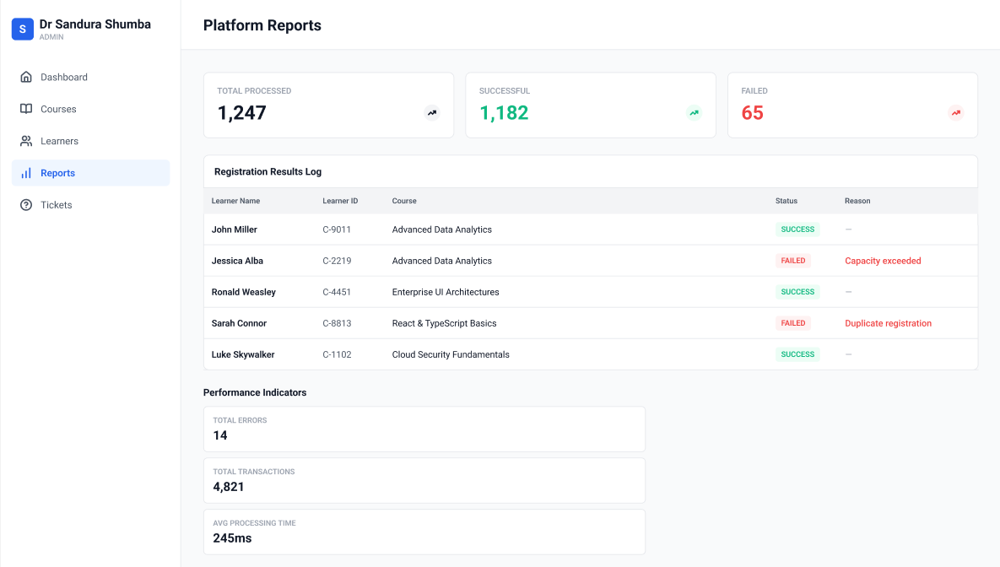 S
Dr Sandura Shumba
ADMIN
Dashboard
Courses
Learners
Reports
Tickets
Platform Reports
TOTAL PROCESSED
1,247
SUCCESSFUL
1,182
FAILED
65
Registration Results Log
Learner Name Learner ID Course Status Reason
John Miller C-9011 Advanced Data Analytics SUCCESS —
Jessica Alba C-2219 Advanced Data Analytics FAILED Capacity exceeded
Ronald Weasley C-4451 Enterprise UI Architectures SUCCESS —
Sarah Connor C-8813 React & TypeScript Basics FAILED Duplicate registration
Luke Skywalker C-1102 Cloud Security Fundamentals SUCCESS —
Performance Indicators
TOTAL ERRORS
14
TOTAL TRANSACTIONS
4,821
AVG PROCESSING TIME
245ms